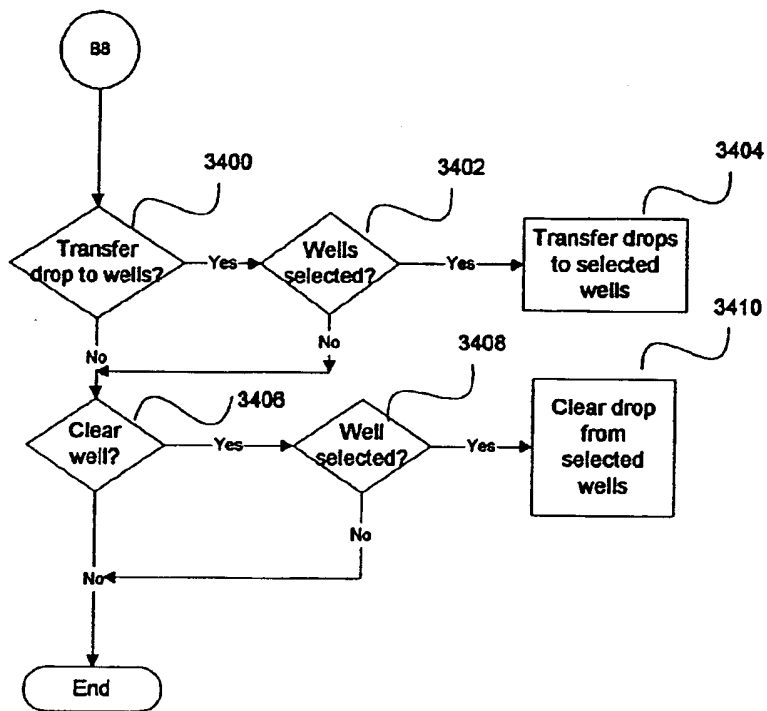 B8
3400
3402
3404
Transfer
drop to wells?
Yes
Wells
selected?
Yes
Transfer drops
to selected
wells
No
No
3406
3408
3410
Clear
well?
Yes
Well
selected?
Yes
Clear drop
from
selected
wells
No
No
End